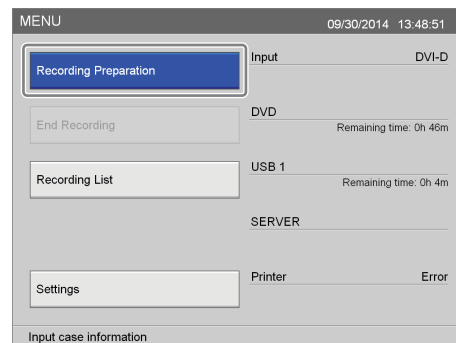 MENU 09/30/2014 13:48:51
Recording Preparation
Input DVI-D
End Recording
DVD
Remaining time: 0h 46m
Recording List
USB 1
Remaining time: 0h 4m
SERVER
Settings
Printer Error
Input case information